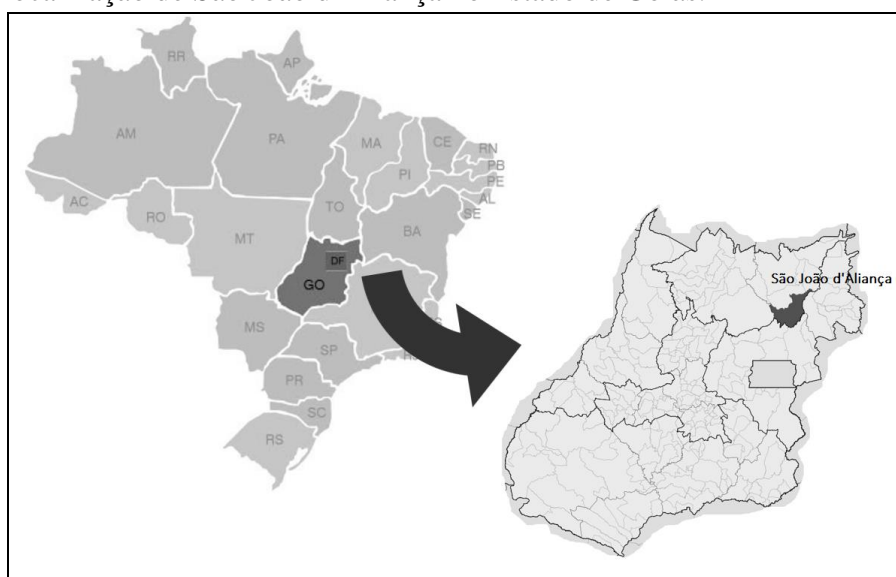 RR
AP
AM
PA
MA
CE
RN
PB
PI
PE
AL
SE
AC
RO
TO
BA
MT
DF
GO
MS
SP
PR
SC
RS
São João d'Aliança